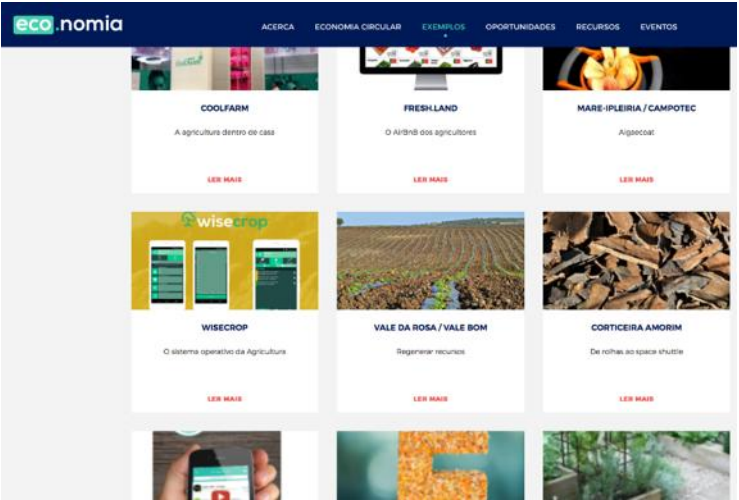 eco.nomia
ACERCA ECONOMIA CIRCULAR EXEMPLOS OPORTUNIDADES RECURSOS EVENTOS
COOLFARM FRESH.LAND MARE-IPLEIRIA / CAMPOTEC
A agricultura dentro de casa O AirBnB dos agricultores Algaecoat
LER MAIS LER MAIS LER MAIS
wisecrop
WISECROP VALE DA ROSA / VALE BOM CORTICEIRA AMORIM
O sistema operativo da Agricultura Regenerar recursos De rolhas ao space shuttle
LER MAIS LER MAIS LER MAIS